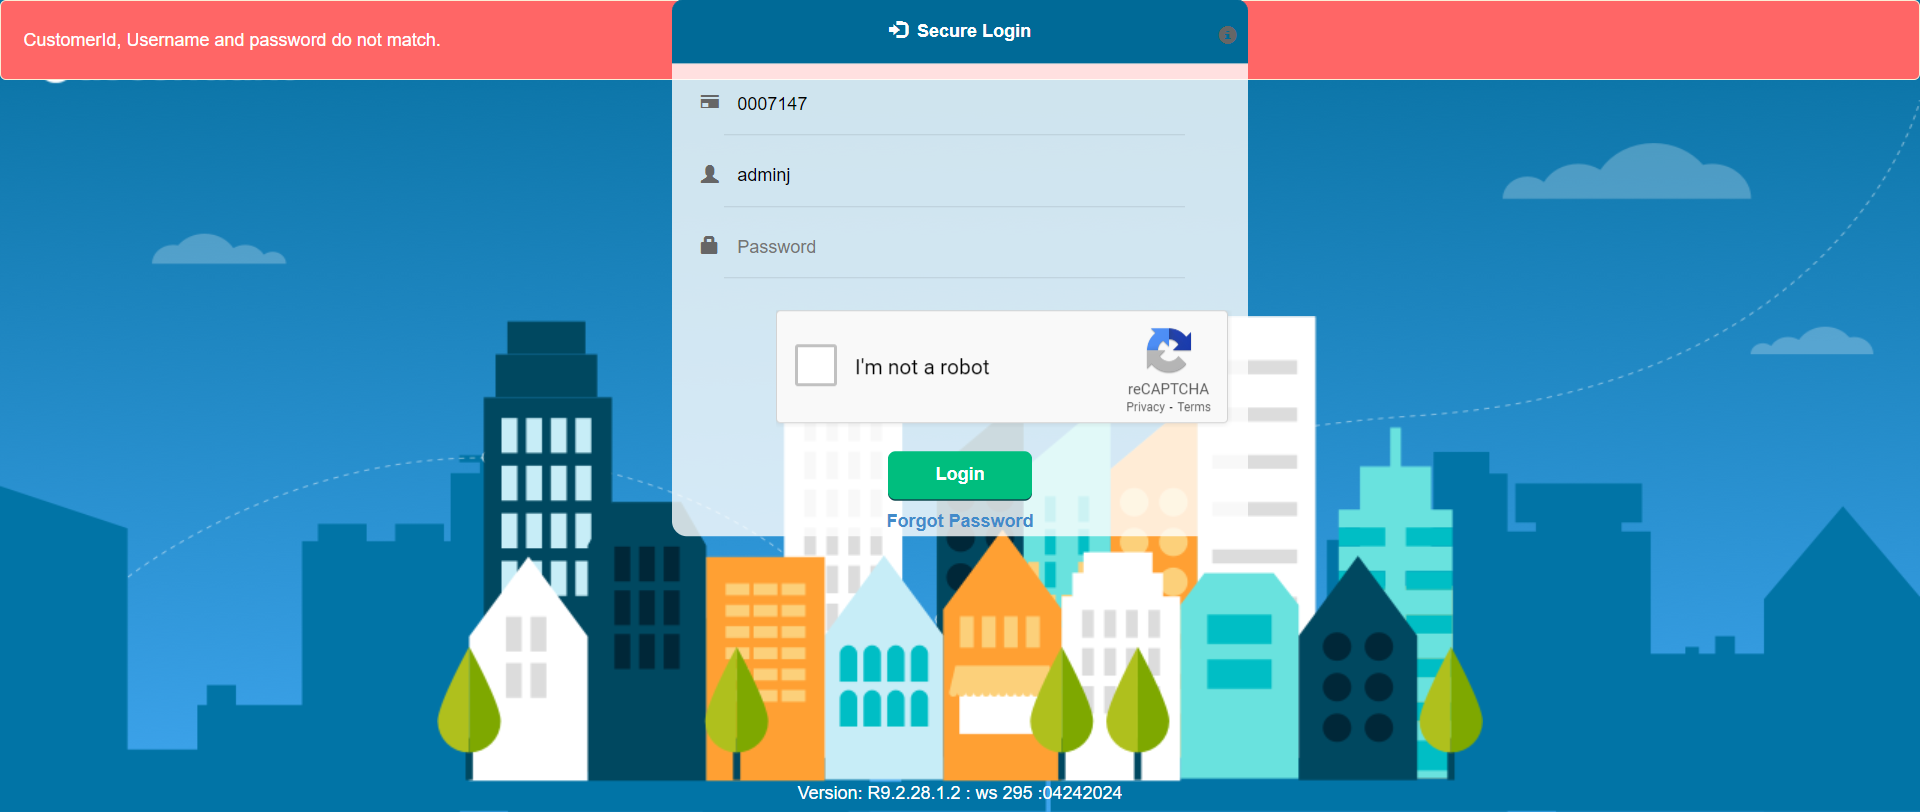 CustomerId, Username and password do not match.
Secure Login
0007147
adminj
Password
I'm not a robot
reCAPTCHA
Privacy - Terms
Login
Forgot Password
Version: R9.2.28.1.2 : ws 295 :04242024